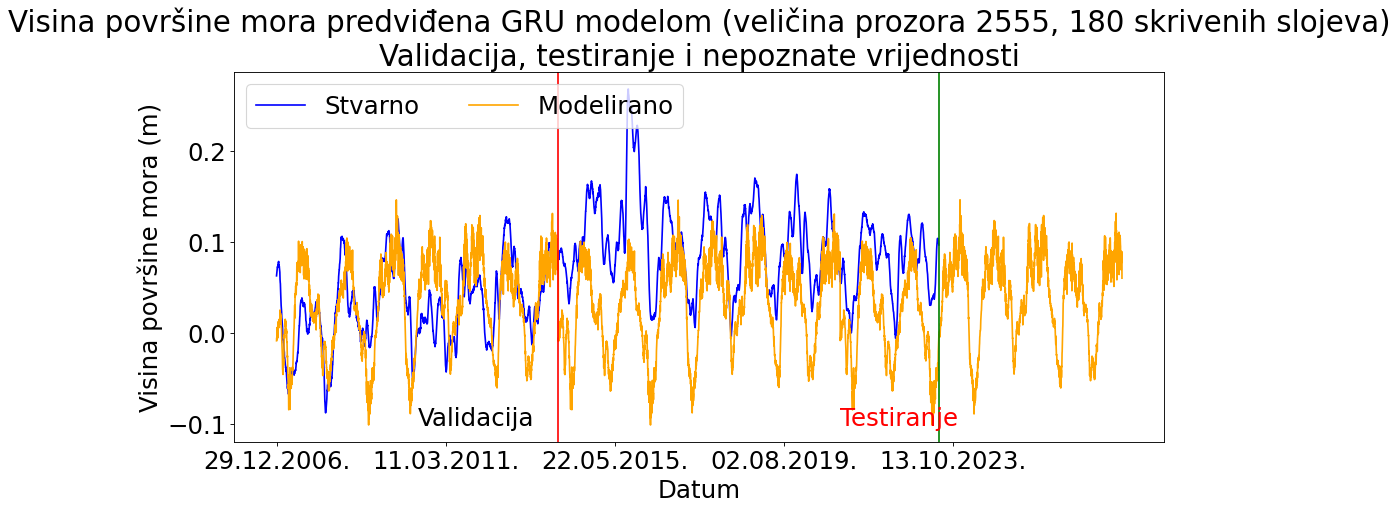 Visina površine mora predviđena GRU modelom (veličina prozora 2555, 180 skrivenih slojeva)
Validacija, testiranje i nepoznate vrijednosti
Stvarno Modelirano
Visina površine mora (m)
0.2
0.1
0.0
−0.1
Validacija Testiranje
29.12.2006. 11.03.2011. 22.05.2015. 02.08.2019. 13.10.2023.
Datum